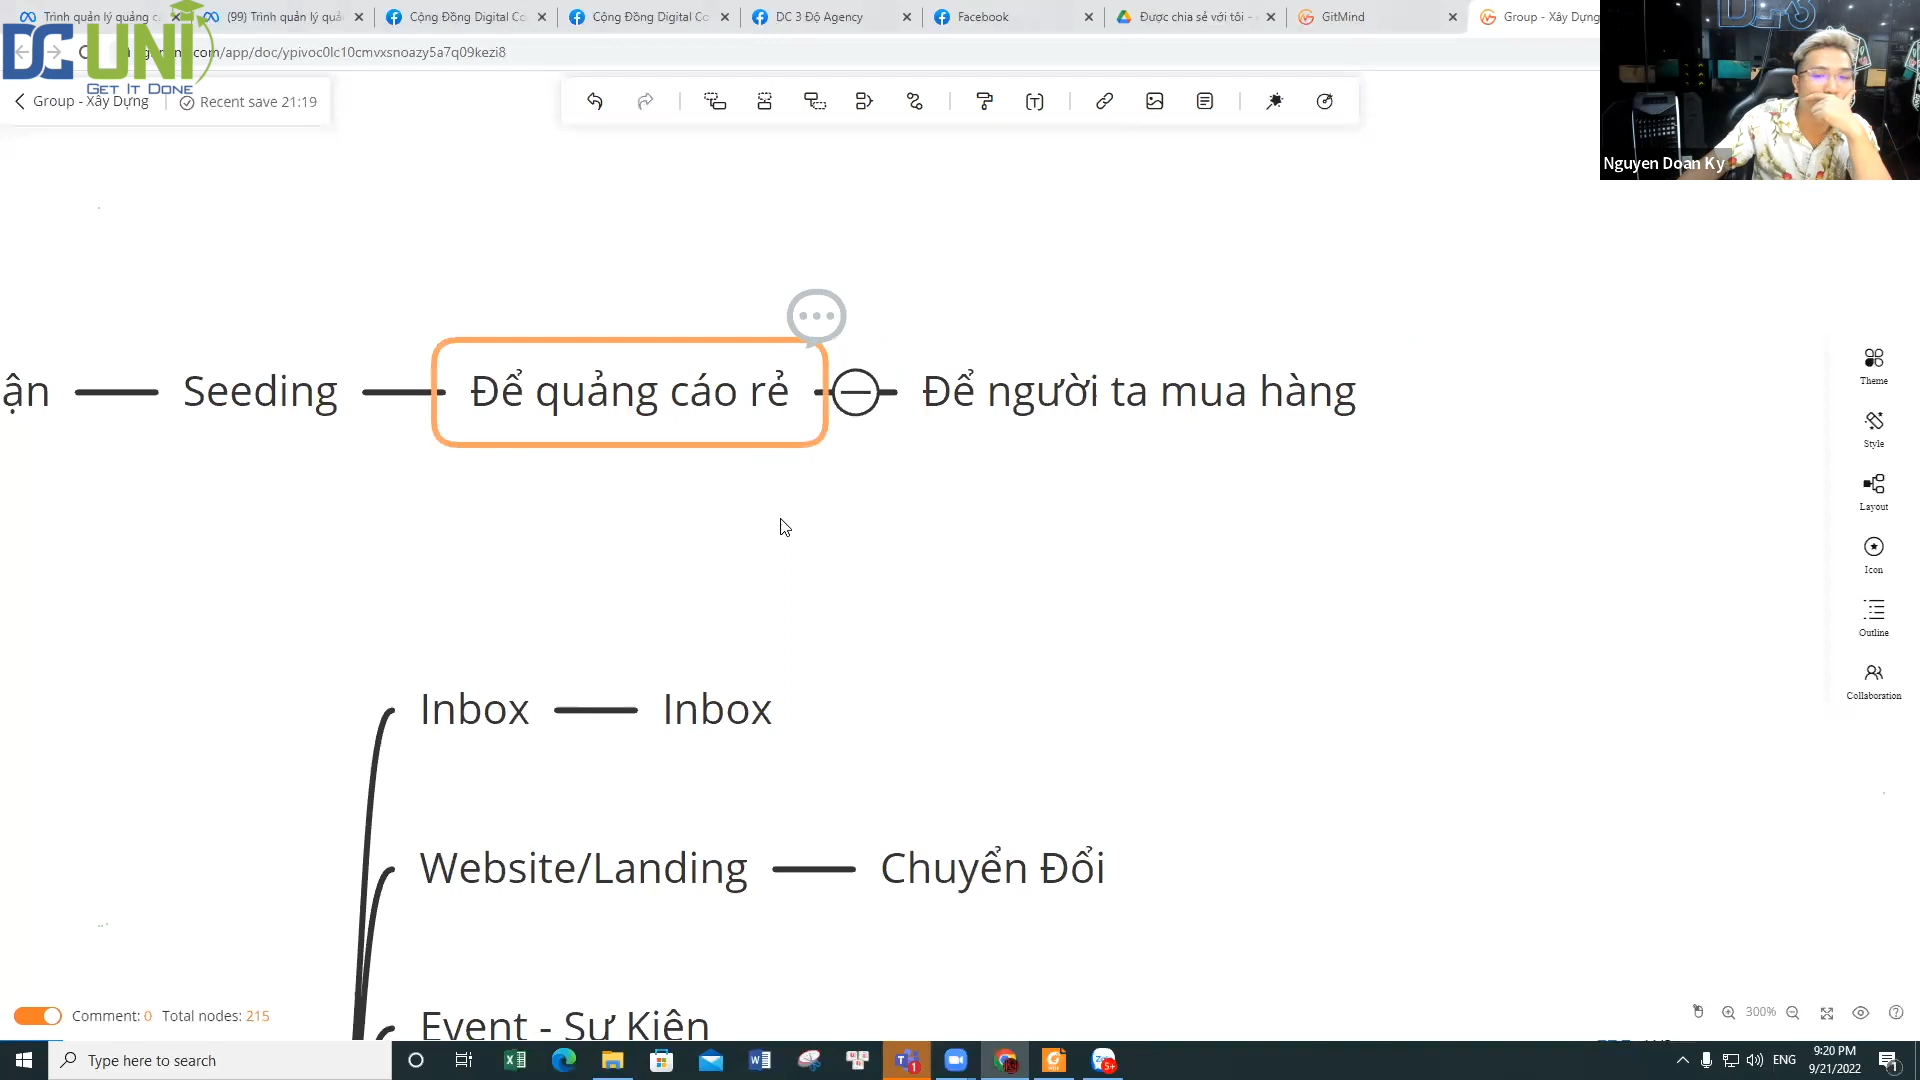 Trình quản lý quảng c
(99) Trình quản lý quả
Cộng Đồng Digital Co
Cộng Đồng Digital Co
DC 3 Độ Agency
Facebook
Được chia sẻ với tôi -
GitMind
Group - Xây Dựng
DC UNI
GET IT DONE
com/app/doc/ypivoc0lc10cmvxsnoazy5a7q09kezi8
Group - Xây Dựng
Recent save 21:19
Nguyen Doan Ky
ận
Seeding
Để quảng cáo rẻ
Để người ta mua hàng
Inbox
Inbox
Website/Landing
Chuyển Đổi
Event - Sự Kiện
Theme
Style
Layout
Icon
Outline
Collaboration
Comment: 0
Total nodes: 215
300%
Type here to search
1
5+
ENG
9:20 PM
9/21/2022
1